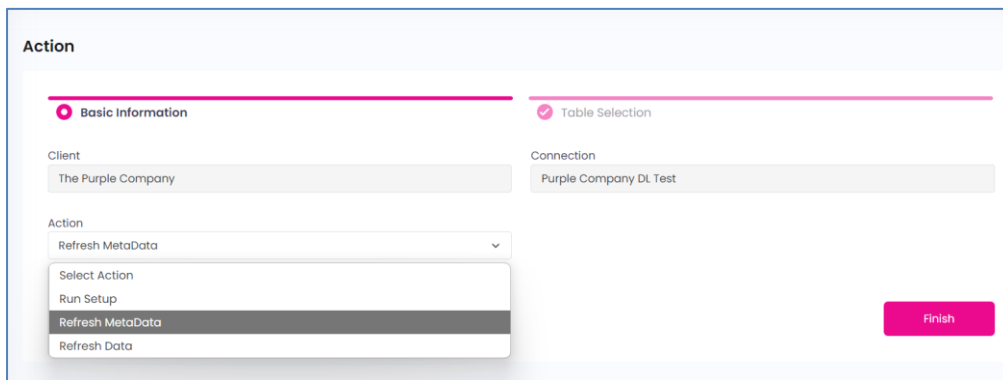 Action
Basic Information
Table Selection
Client
Connection
The Purple Company
Purple Company DL Test
Action
Refresh MetaData
Select Action
Run Setup
Refresh MetaData
Refresh Data
Finish